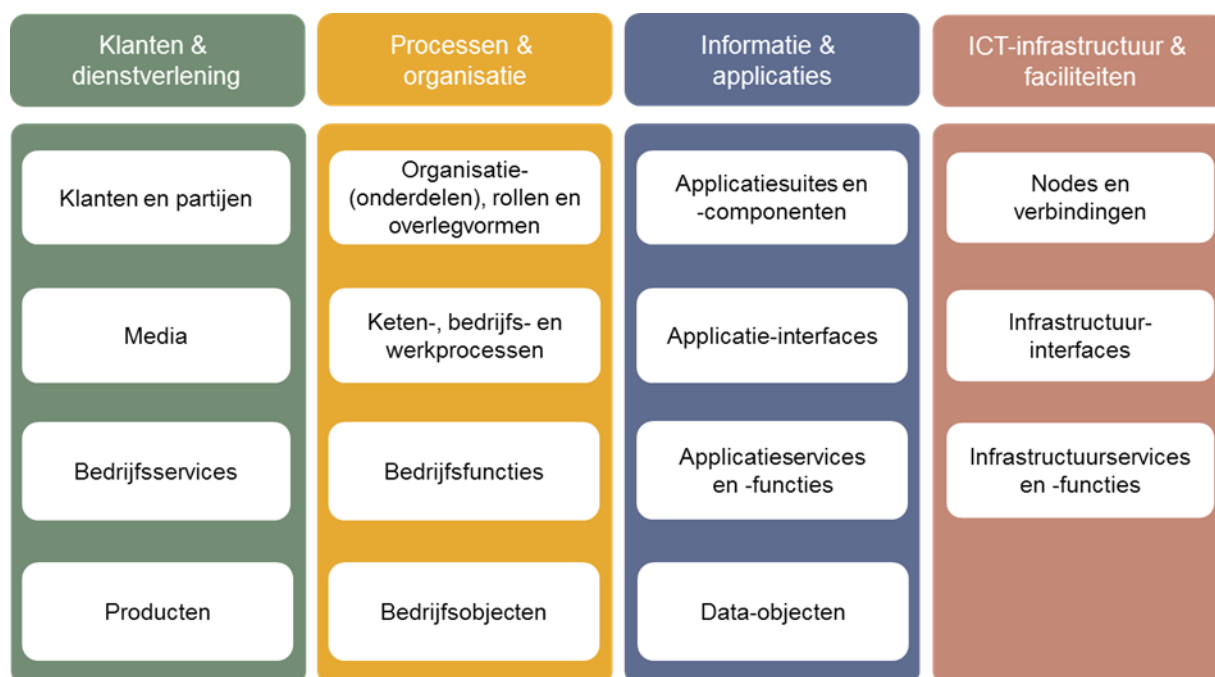 Klanten &
dienstverlening
Processen &
organisatie
Informatie &
applicaties
ICT-infrastructuur &
faciliteiten
Klanten en partijen
Media
Bedrijfsservices
Producten
Organisatie-
(onderdelen), rollen en
overlegvormen
Keten-, bedrijfs- en
werkprocessen
Bedrijfsfuncties
Bedrijfsobjecten
Applicatiesuites en
-componenten
Applicatie-interfaces
Applicatieservices
en -functies
Data-objecten
Nodes en
verbindingen
Infrastructuur-
interfaces
Infrastructuurservices
en -functies